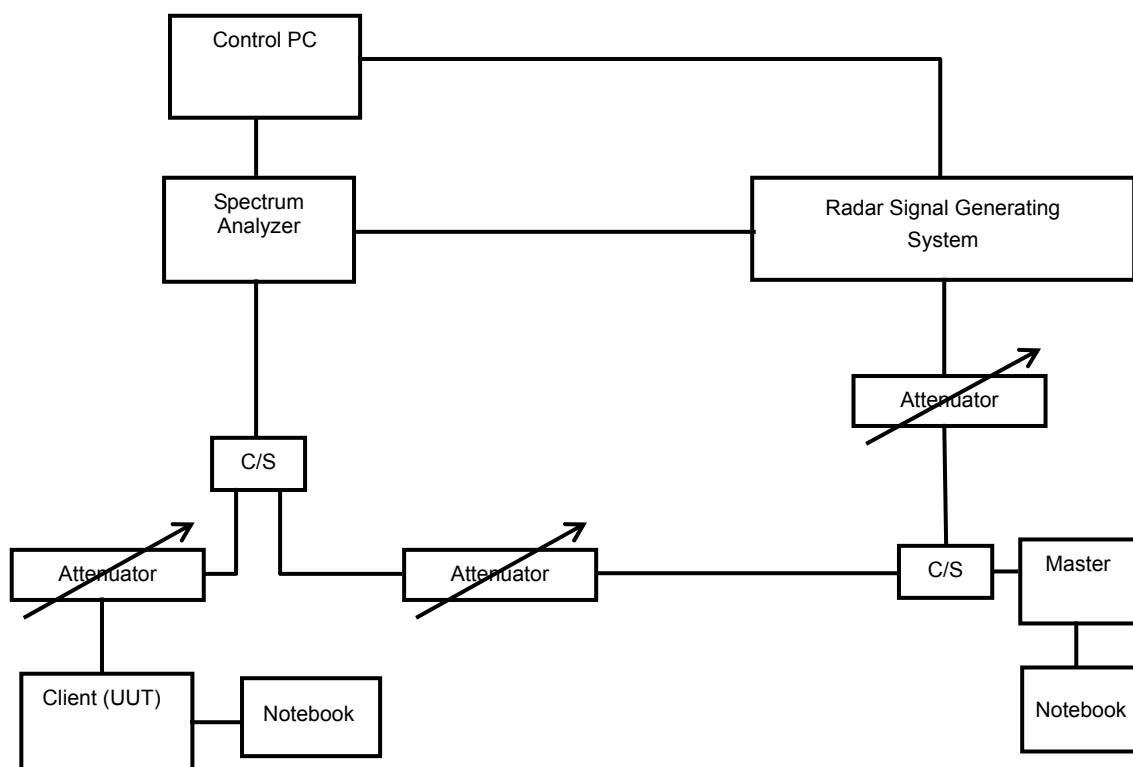 Control PC
Spectrum
Analyzer
Radar Signal Generating
System
Attenuator
C/S
Attenuator
Attenuator
C/S
Master
Client (UUT)
Notebook
Notebook